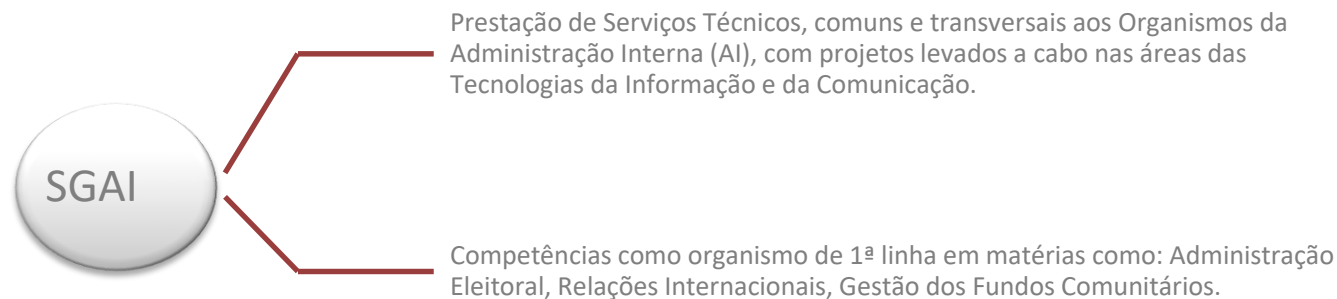 Prestação de Serviços Técnicos, comuns e transversais aos Organismos da
Administração Interna (AI), com projetos levados a cabo nas áreas das
Tecnologias da Informação e da Comunicação.
SGAI
Competências como organismo de 1ª linha em matérias como: Administração
Eleitoral, Relações Internacionais, Gestão dos Fundos Comunitários.